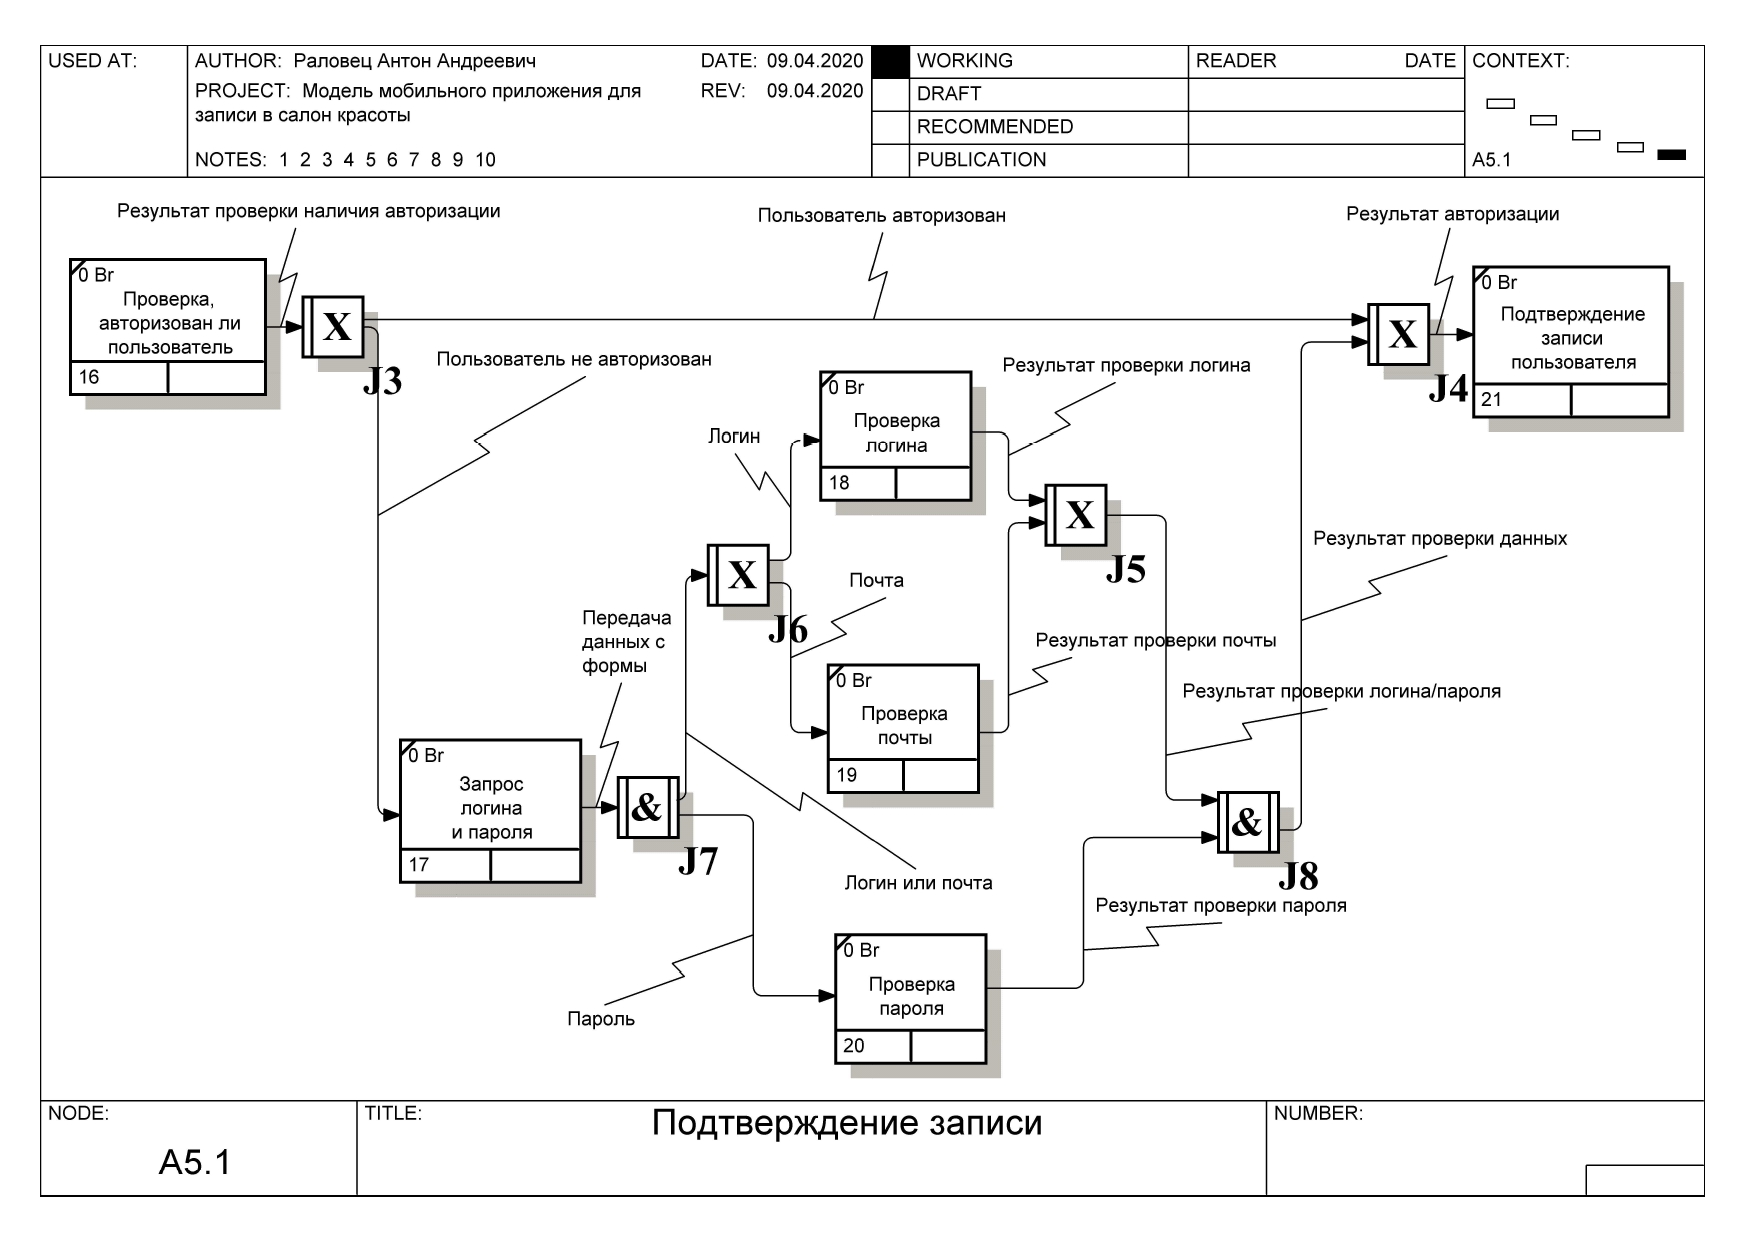 USED AT:
AUTHOR: Раловец Антон Андреевич
DATE: 09.04.2020
PROJECT: Модель мобильного приложения для
записи в салон красоты
REV: 09.04.2020
NOTES: 1 2 3 4 5 6 7 8 9 10
WORKING
DRAFT
RECOMMENDED
PUBLICATION
READER DATE
CONTEXT:
A5.1
Результат проверки наличия авторизации
Пользователь авторизован
Результат авторизации
0 Br
Проверка,
авторизован ли
пользователь
16
X
J3
X
J4
0 Br
Подтверждение
записи
пользователя
21
Пользователь не авторизован
Результат проверки логина
0 Br
Проверка
логина
18
Логин
X
J5
Результат проверки данных
X
J6
Почта
Передача
данных с
формы
Результат проверки почты
0 Br
Проверка
почты
19
Результат проверки логина/пароля
0 Br
Запрос
логина
и пароля
17
&
J7
&
J8
Логин или почта
Результат проверки пароля
0 Br
Проверка
пароля
20
Пароль
NODE:
A5.1
TITLE:
Подтверждение записи
NUMBER: